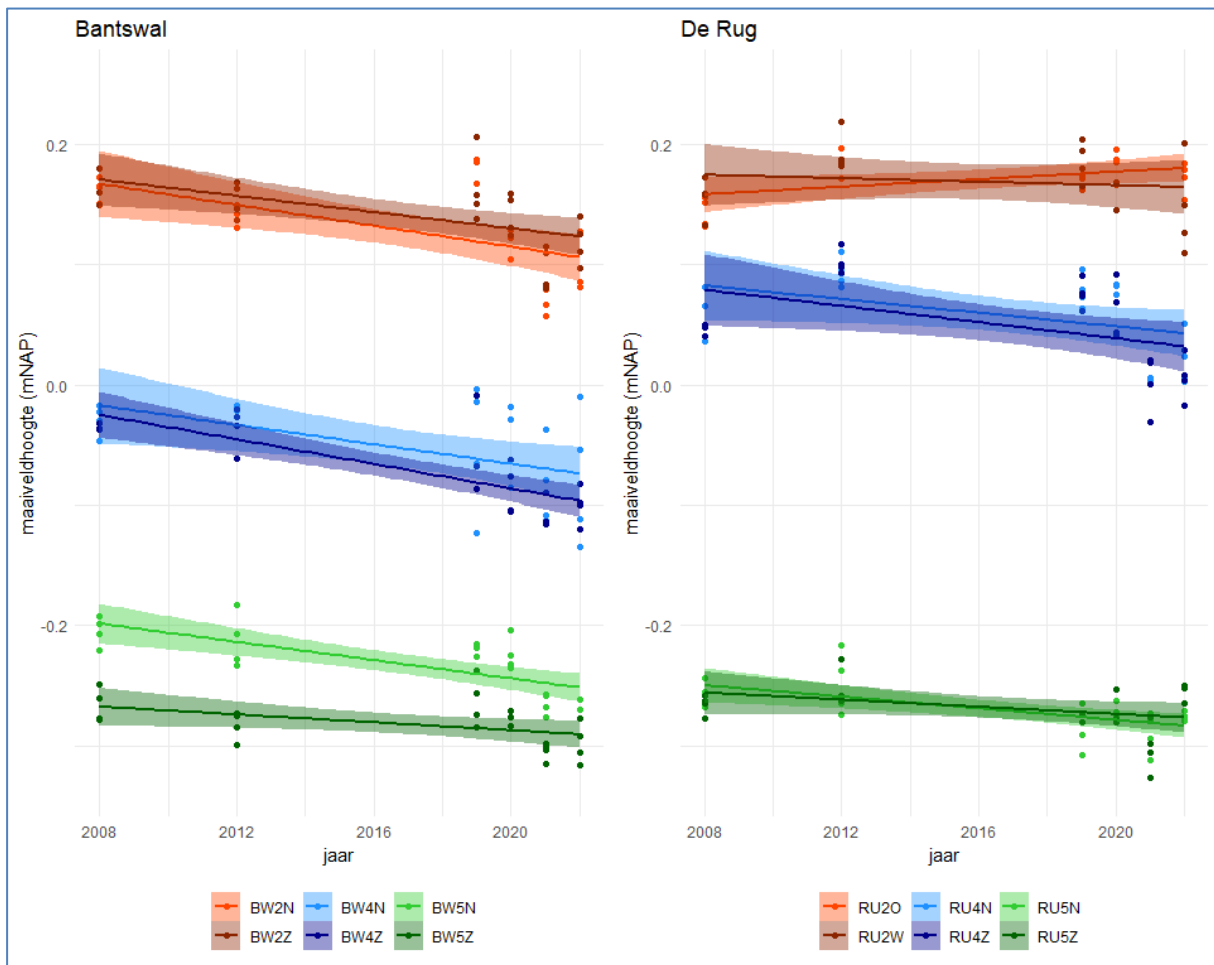 Bantswal
De Rug
maaiveldhoogte (mNAP)
0.2
0.0
-0.2
2008
2012
2016
2020
jaar
BW2N
BW4N
BW5N
BW2Z
BW4Z
BW5Z
maaiveldhoogte (mNAP)
0.2
0.0
-0.2
2008
2012
2016
2020
jaar
RU2O
RU4N
RU5N
RU2W
RU4Z
RU5Z